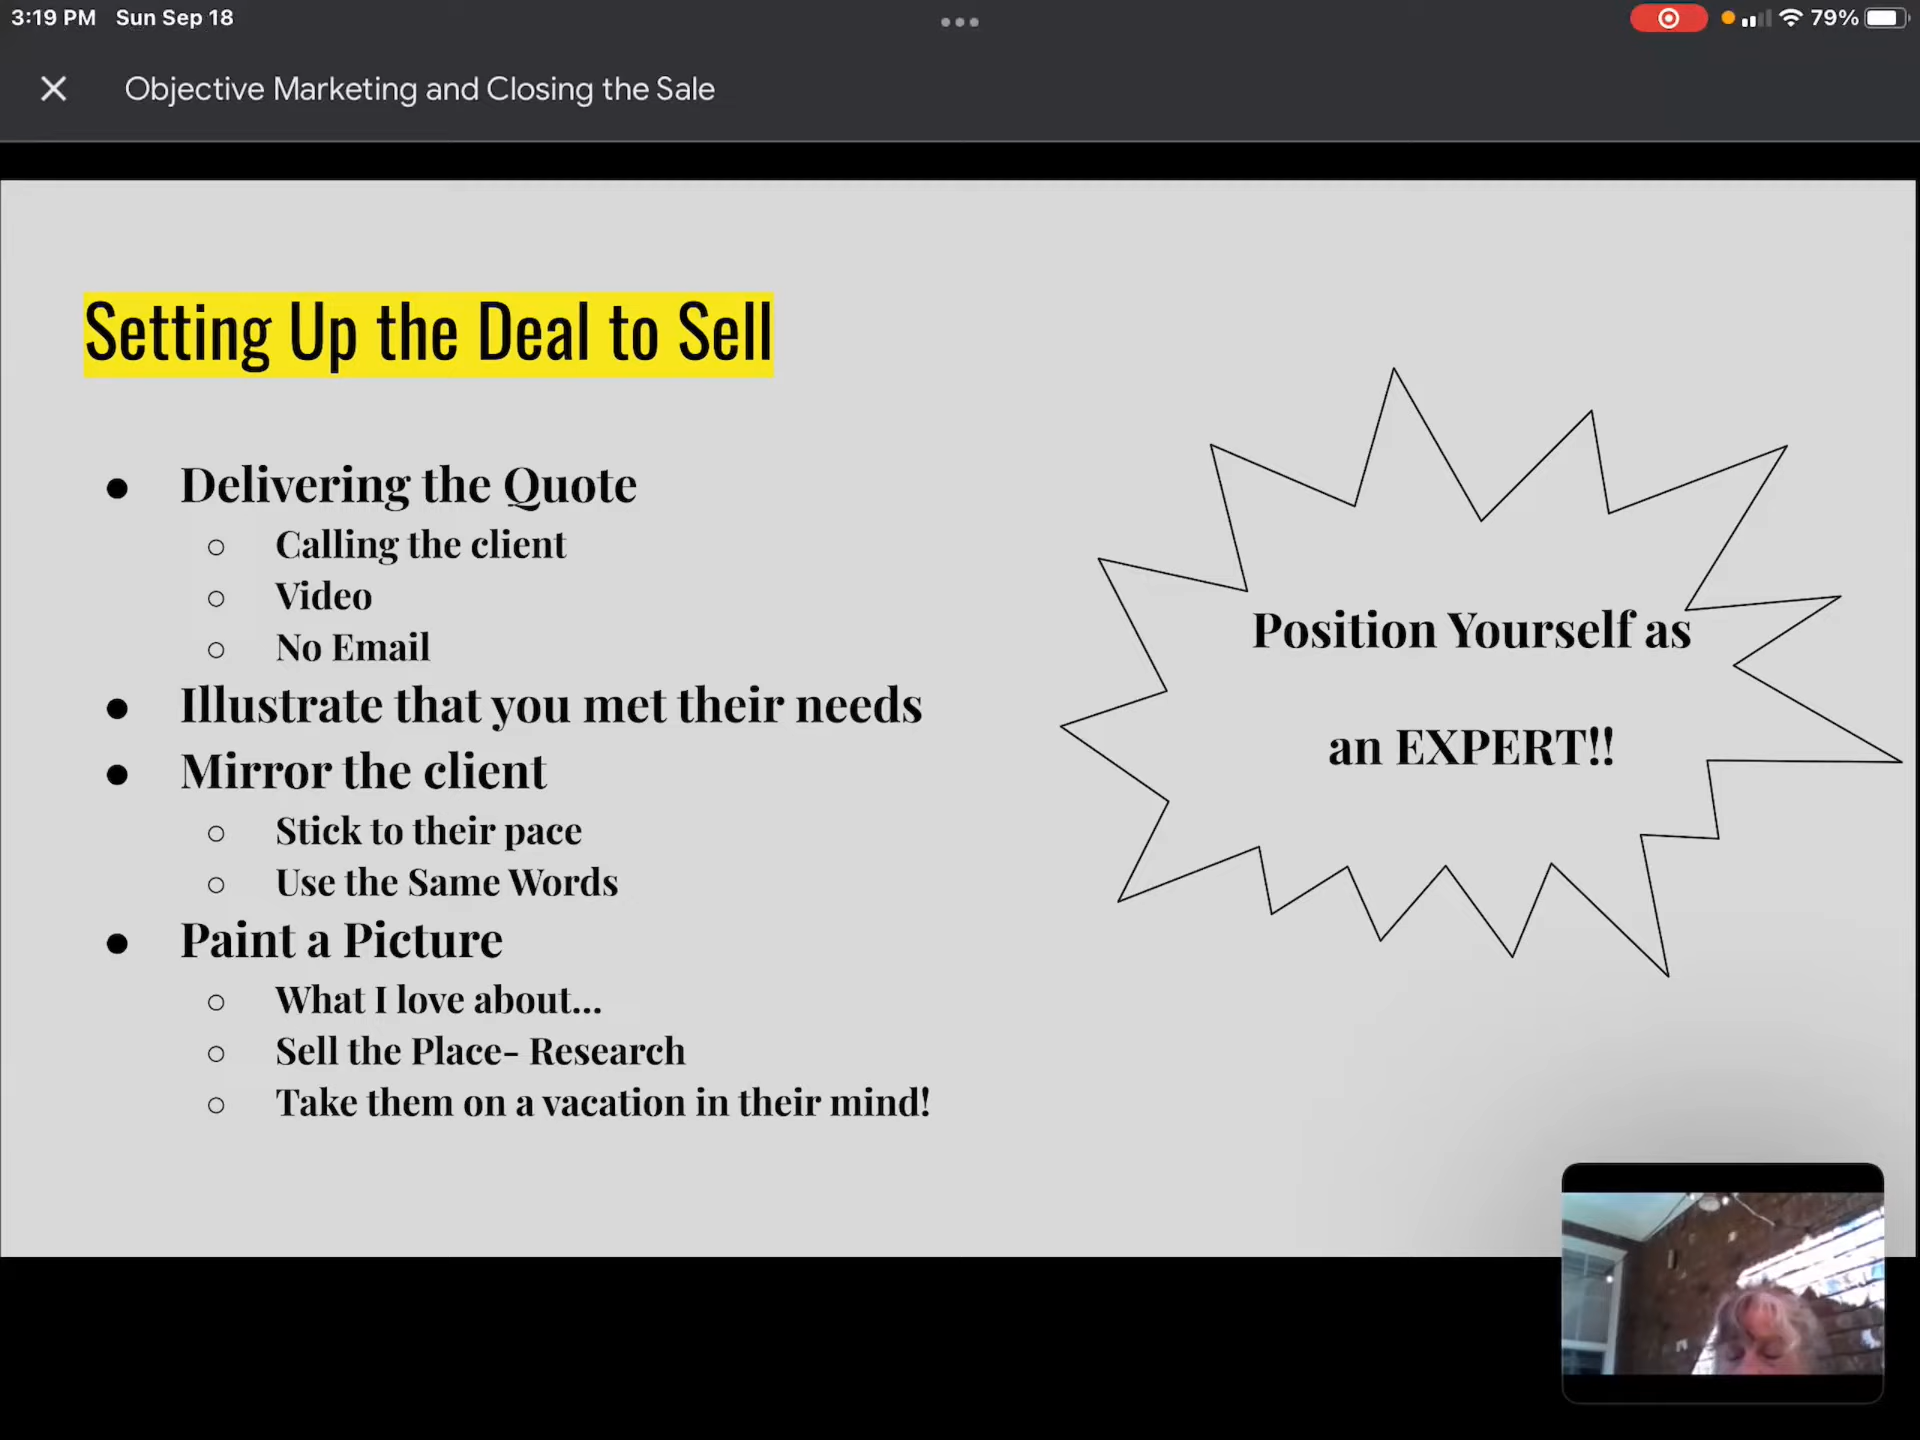 3:19 PM Sun Sep 18
79%
Objective Marketing and Closing the Sale
Setting Up the Deal to Sell
● Delivering the Quote
○ Calling the client
○ Video
○ No Email
● Illustrate that you met their needs
● Mirror the client
○ Stick to their pace
○ Use the Same Words
● Paint a Picture
○ What I love about...
○ Sell the Place- Research
○ Take them on a vacation in their mind!
Position Yourself as
an EXPERT!!